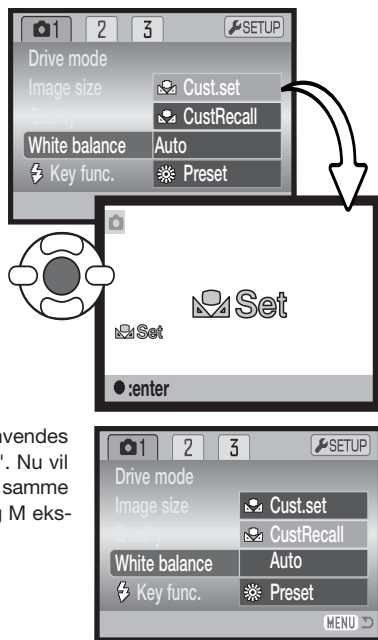 1 2 3 SETUP
Drive mode
Image size Cust.set
Quality CustRecall
White balance Auto
Key func. Preset
Set
Set
:enter
nvendes
". Nu vil
samme
g M eks-
1 2 3 SETUP
Drive mode
Image size Cust.set
Quality CustRecall
White balance Auto
Key func. Preset
MENU